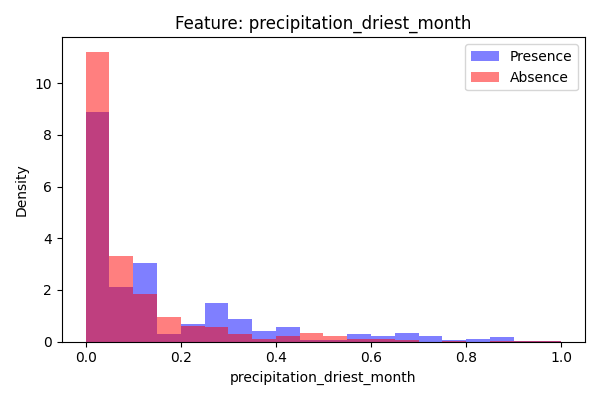 Feature: precipitation_driest_month
Presence
Absence
Density
10
8
6
4
2
0
0.0 0.2 0.4 0.6 0.8 1.0
precipitation_driest_month